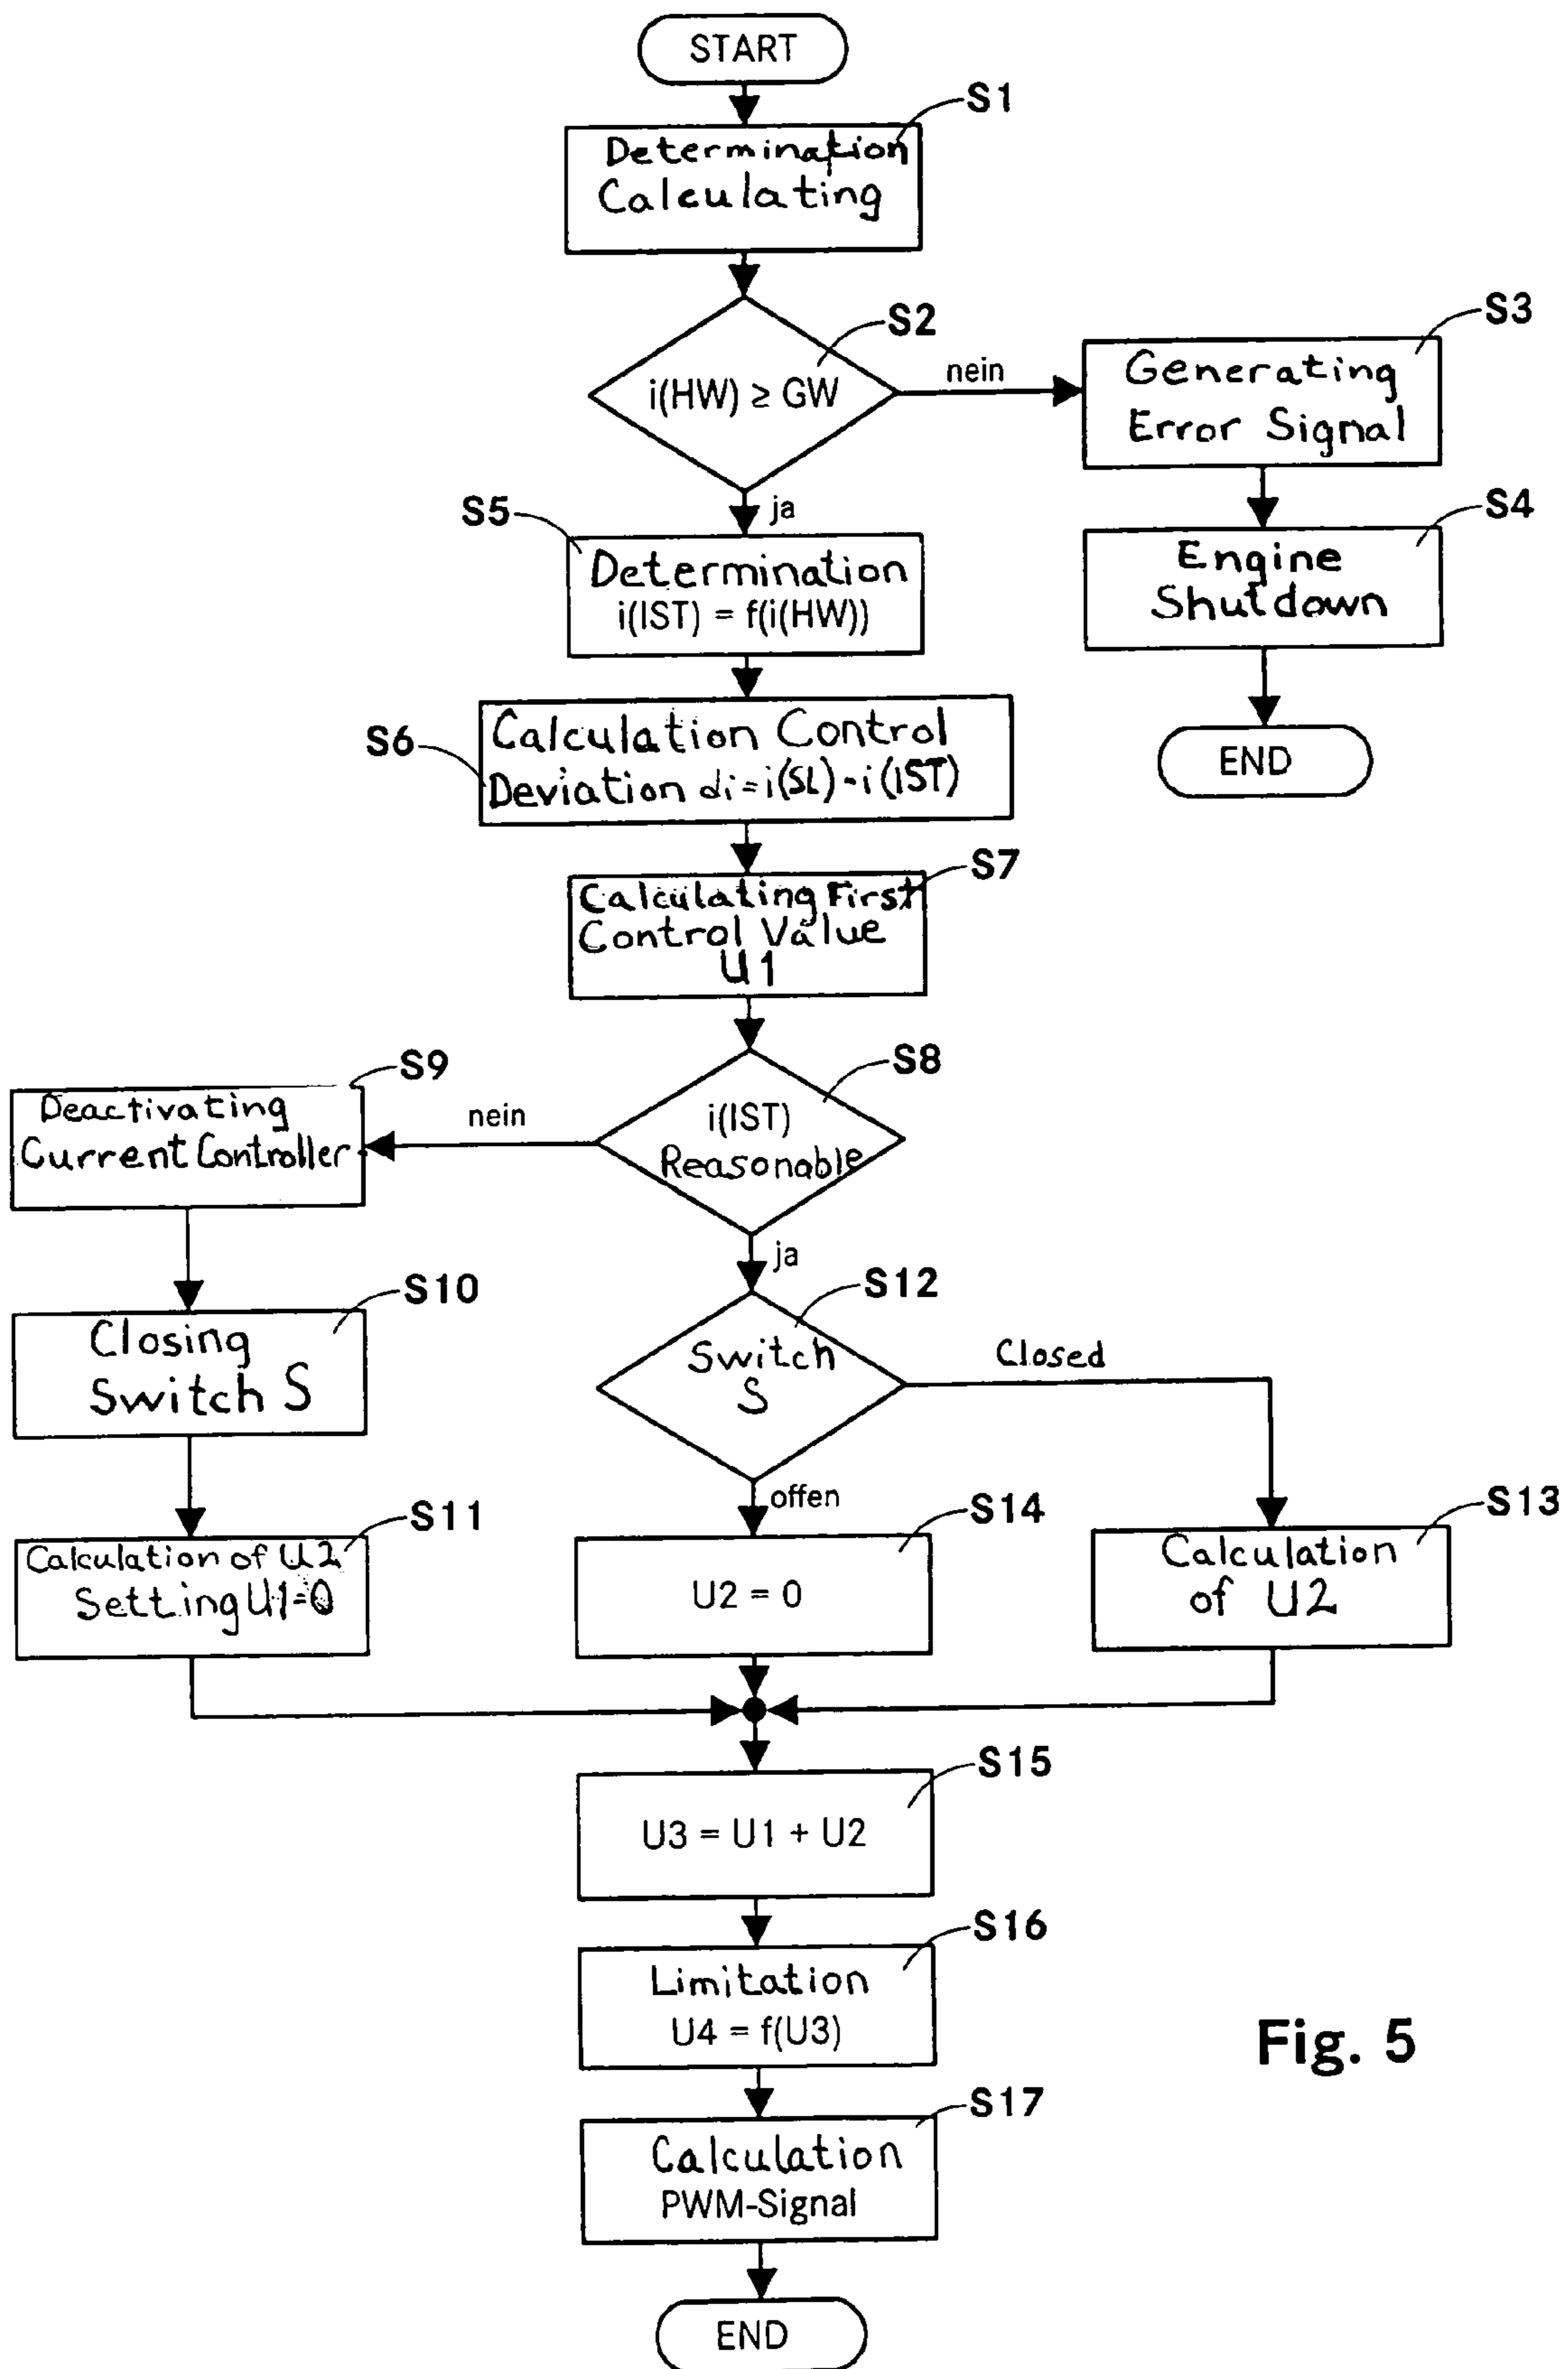 START
S1
Determination
Calculating
S2
i(HW) ≥ GW
nein
S3
Generating
Error Signal
ja
S4
Engine
Shutdown
END
S5
Determination
i(IST) = f(i(HW))
S6
Calculation Control
Deviation di=i(SL)-i(IST)
S7
Calculating First
Control Value
U1
S8
i(IST)
Reasonable
nein
S9
Deactivating
Current Controller
ja
S10
Closing
Switch S
S12
Switch
S
Closed
offen
S11
Calculation of U2
Setting U1=0
S14
U2 = 0
S13
Calculation
of U2
S15
U3 = U1 + U2
S16
Limitation
U4 = f(U3)
S17
Calculation
PWM-Signal
END
Fig. 5